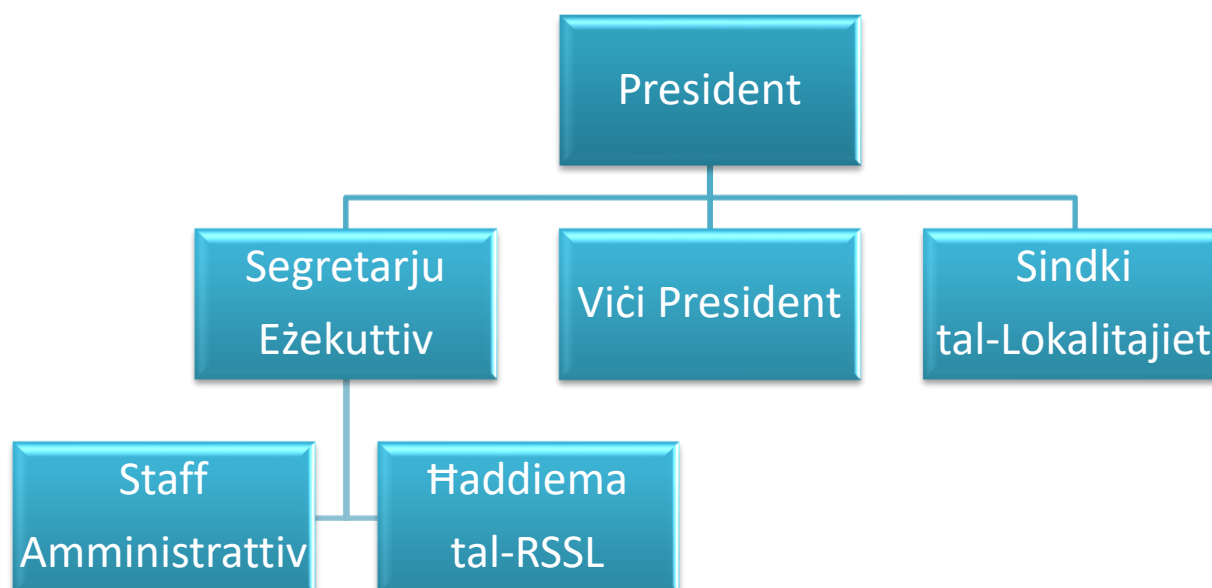 President
Segretarju
Eżekuttiv
Viċi President
Sindki
tal-Lokalitajiet
Staff
Amministrattiv
Ħaddiema
tal-RSSL